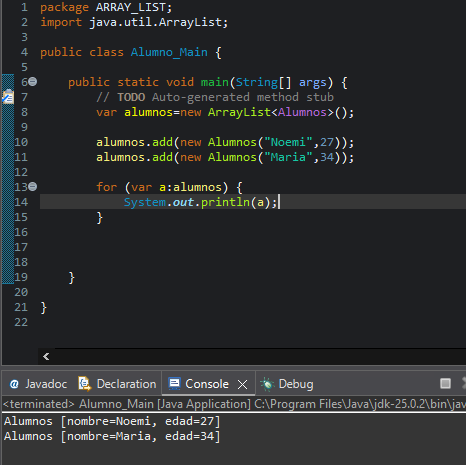 1 package ARRAY_LIST;
2 import java.util.ArrayList;
3
4 public class Alumno_Main {
5
6 public static void main(String[] args) {
7 // TODO Auto-generated method stub
8 var alumnos=new ArrayList<Alumnos>();
9
10 alumnos.add(new Alumnos("Noemi",27));
11 alumnos.add(new Alumnos("Maria",34));
12
13 for (var a:alumnos) {
14 System.out.println(a);
15 }
16
17
18
19 }
20
21 }
22
@ Javadoc Declaration Console Debug
<terminated> Alumno_Main [Java Application] C:\Program Files\Java\jdk-25.0.2\bin\jav
Alumnos [nombre=Noemi, edad=27]
Alumnos [nombre=Maria, edad=34]